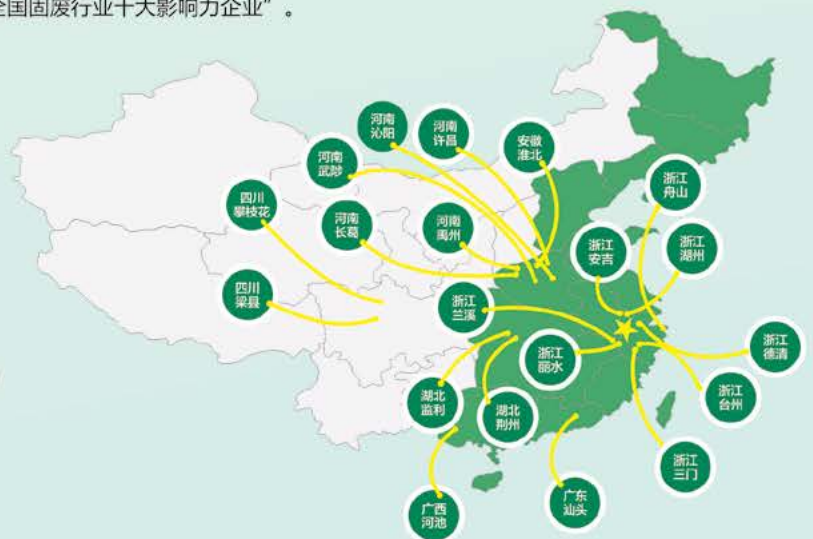 全国固废行业十大影响力企业”。
河南
沁阳
河南
许昌
安徽
淮北
河南
武陟
浙江
舟山
四川
攀枝花
河南
长葛
河南
禹州
浙江
安吉
浙江
湖州
四川
梁县
浙江
兰溪
浙江
丽水
浙江
德清
湖北
监利
湖北
荆州
浙江
台州
浙江
三门
广西
河池
广东
汕头